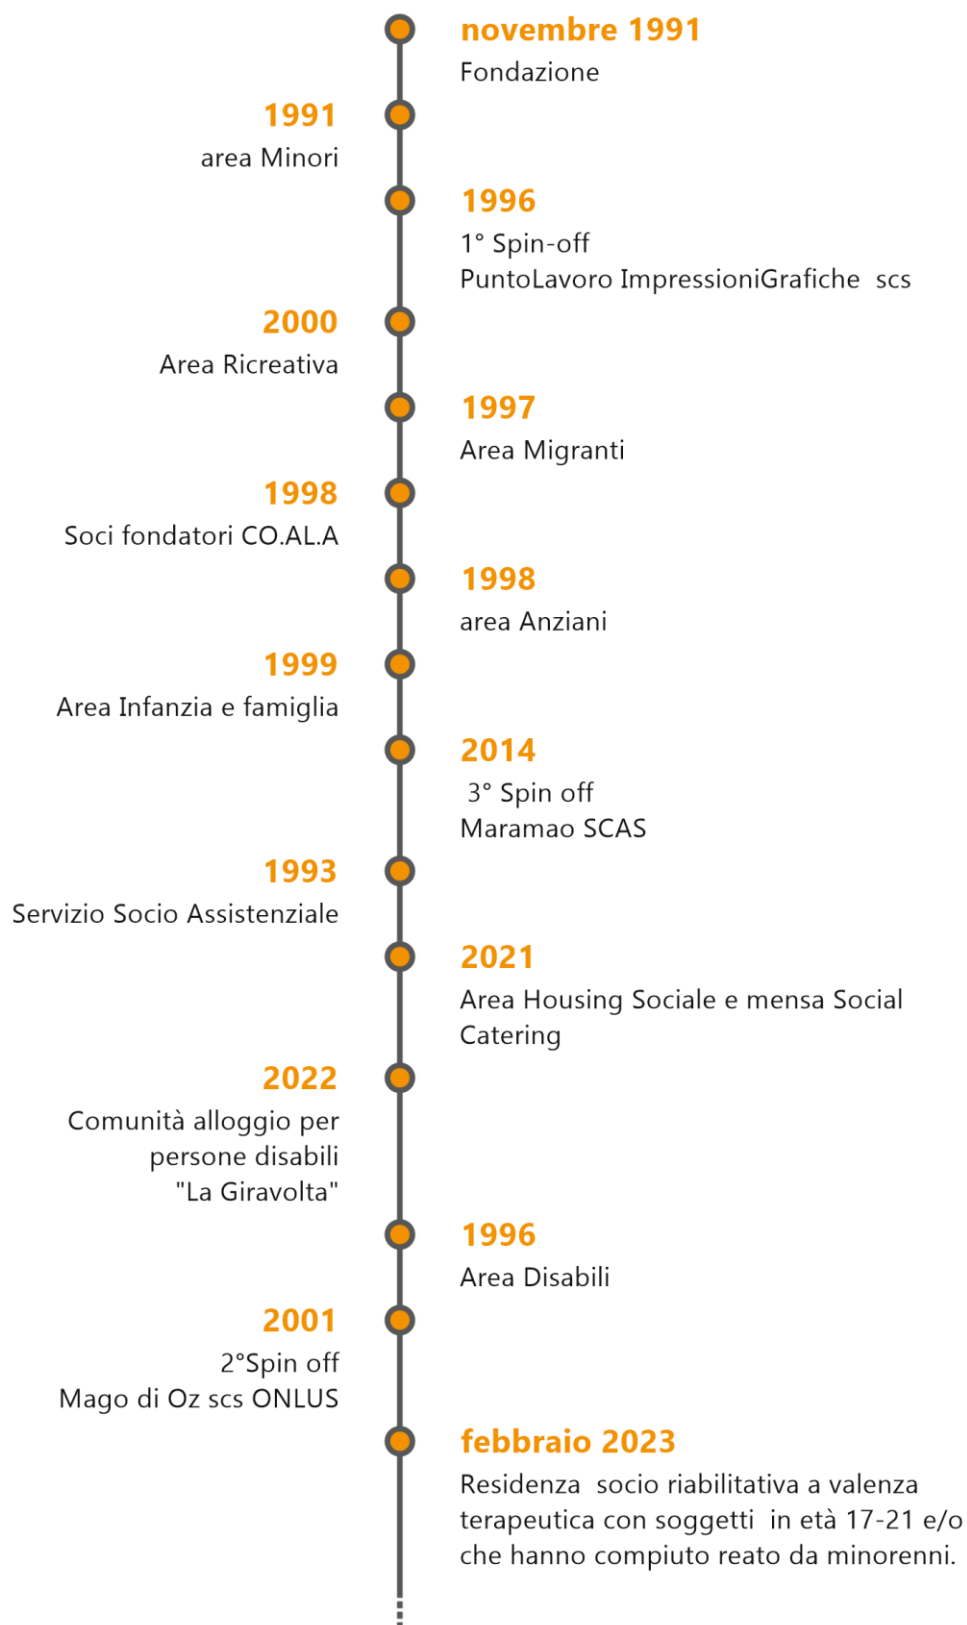 novembre 1991
Fondazione
1991
area Minori
1996
1° Spin-off
PuntoLavoro ImpressioniGrafiche  scs
2000
Area Ricreativa
1997
Area Migranti
1998
Soci fondatori CO.AL.A
1998
area Anziani
1999
Area Infanzia e famiglia
2014
3° Spin off
Maramao SCAS
1993
Servizio Socio Assistenziale
2021
Area Housing Sociale e mensa Social
Catering
2022
Comunità alloggio per
persone disabili
"La Giravolta"
1996
Area Disabili
2001
2°Spin off
Mago di Oz scs ONLUS
febbraio 2023
Residenza  socio riabilitativa a valenza
terapeutica con soggetti  in età 17-21 e/o
che hanno compiuto reato da minorenni.